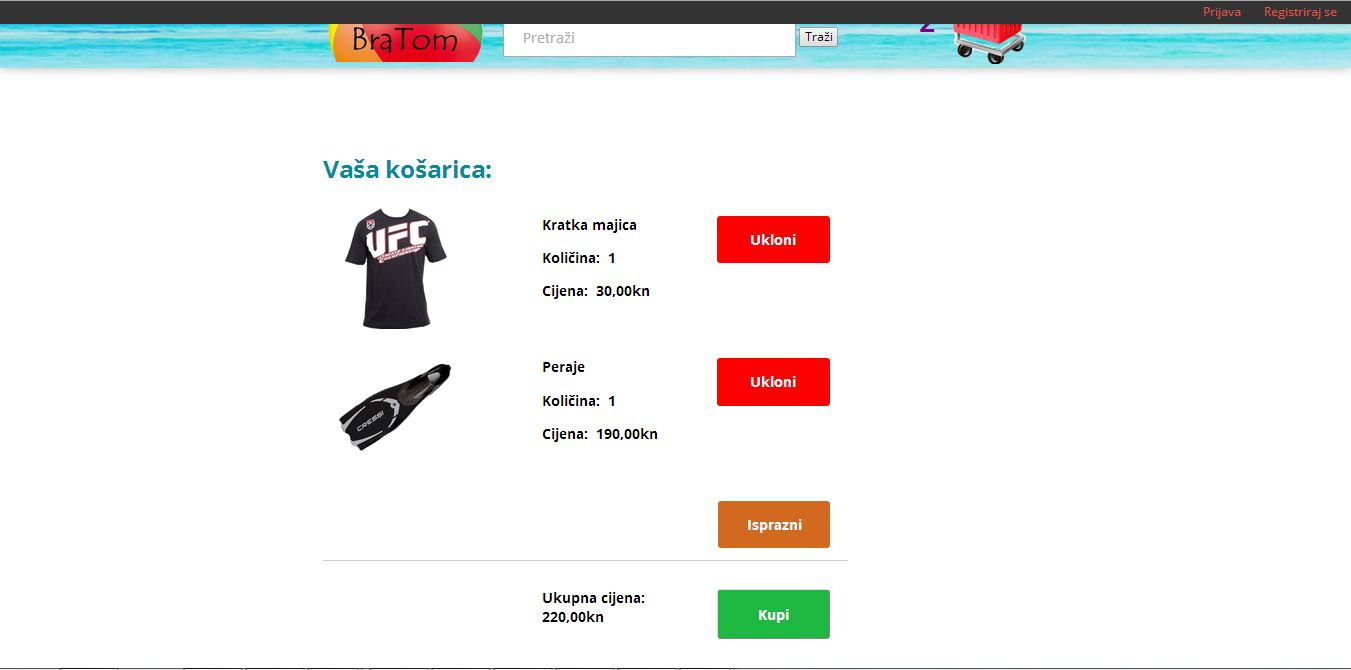 Prijava Registriraj se
BraTom
Pretraži
Traži
2
Vaša košarica:
UFC
Kratka majica
Ukloni
Količina: 1
Cijena: 30,00kn
CRESSI
Peraje
Ukloni
Količina: 1
Cijena: 190,00kn
Isprazni
Ukupna cijena:
220,00kn
Kupi